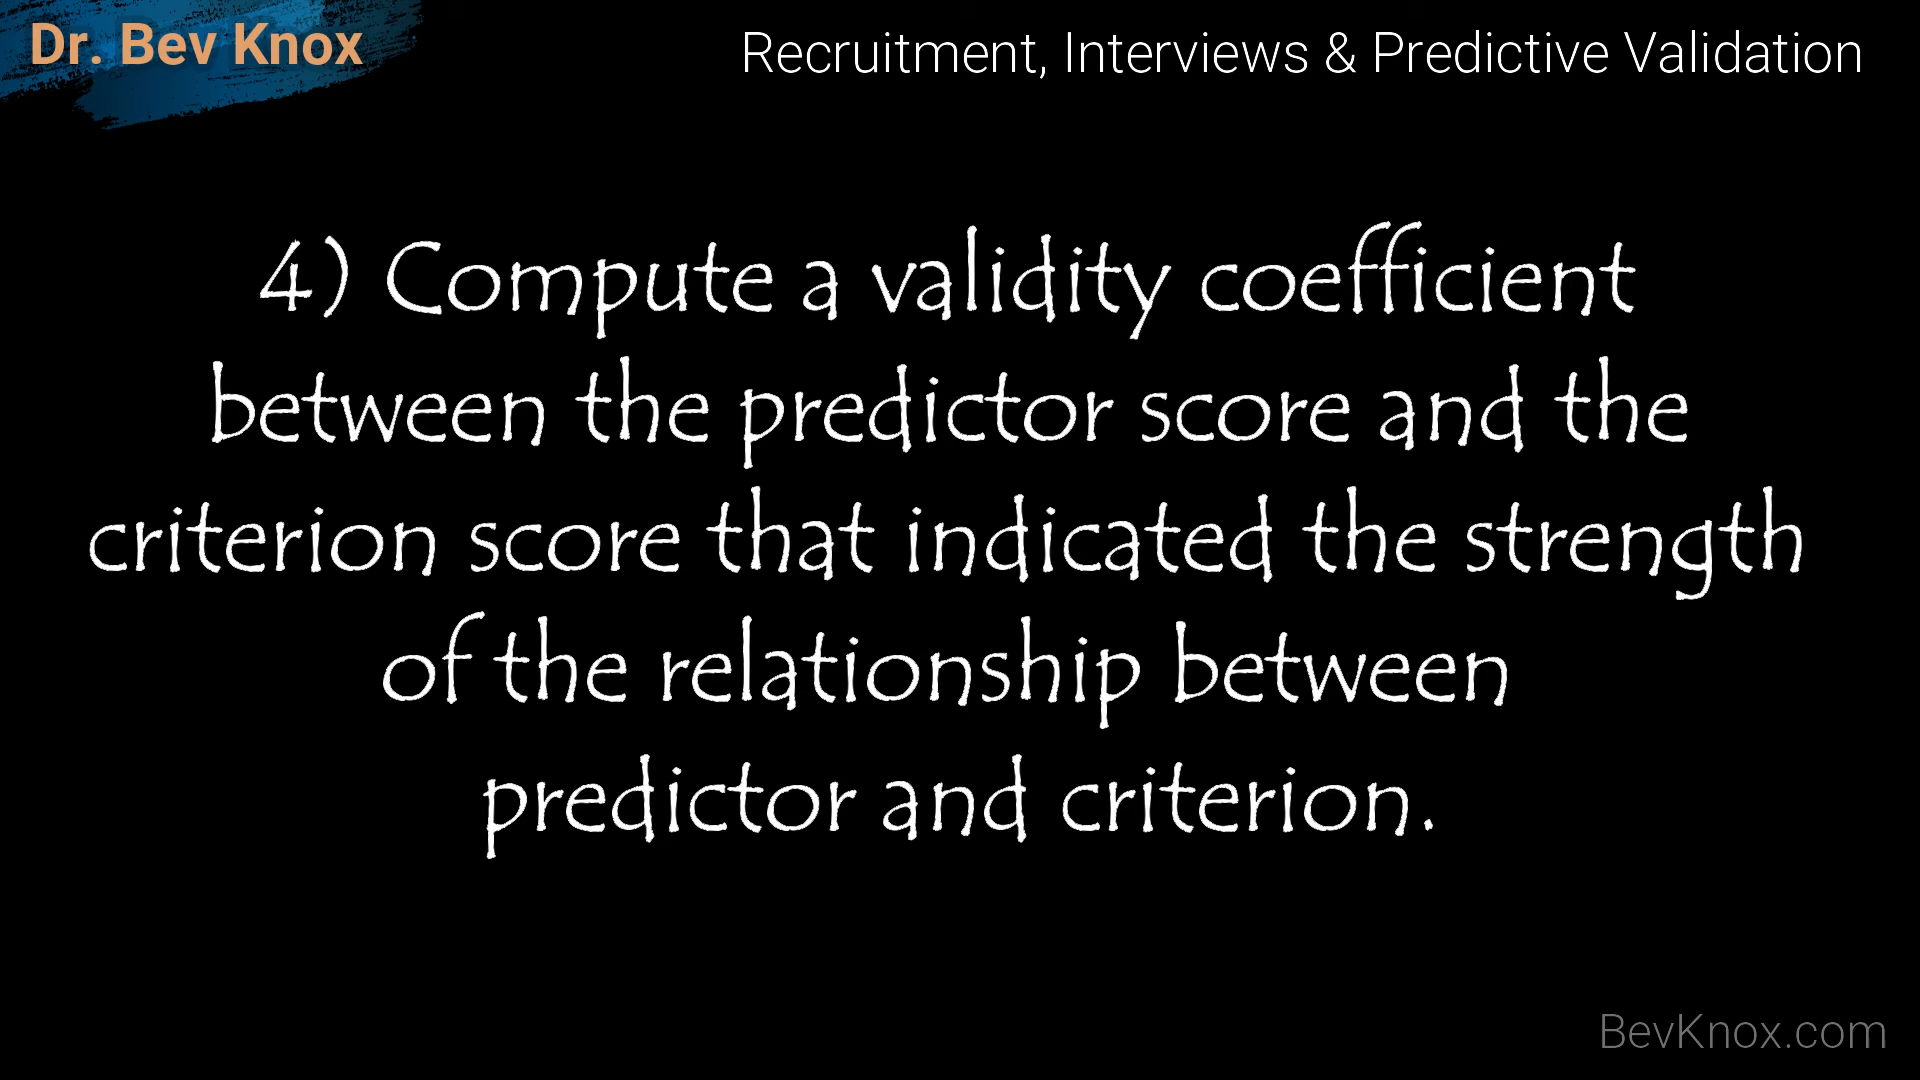 Dr. Bev Knox
Recruitment, Interviews & Predictive Validation
4) Compute a validity coefficient
between the predictor score and the
criterion score that indicated the strength
of the relationship between
predictor and criterion.
BevKnox.com